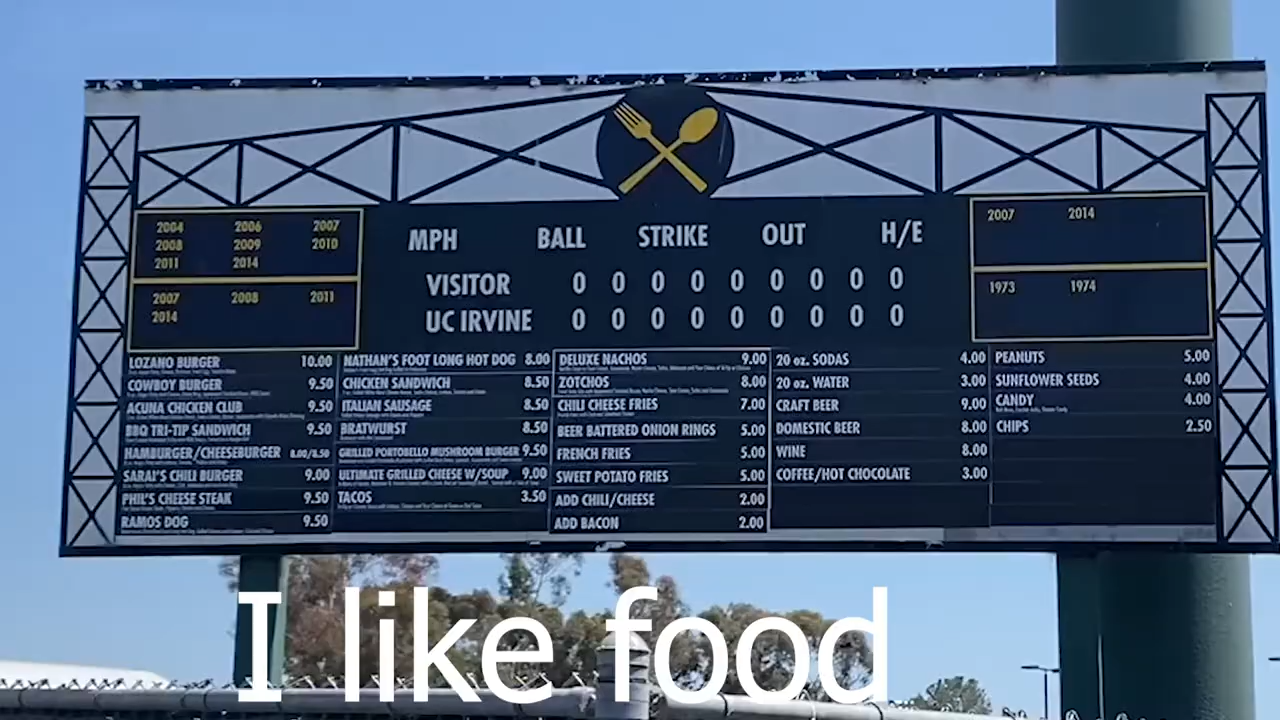 2004 2006 2007
2008 2009 2010
2011 2014
2007 2008 2011
2014
MPH BALL STRIKE OUT H/E
VISITOR 0 0 0 0 0 0 0 0 0
UC IRVINE 0 0 0 0 0 0 0 0 0
2007 2014
1973 1974
LOZANO BURGER 10.00
COWBOY BURGER 9.50
ACUNA CHICKEN CLUB 9.50
BBQ TRI-TIP SANDWICH 9.50
HAMBURGER/CHEESEBURGER 8.00/8.50
SARAI'S CHILI BURGER 9.00
PHIL'S CHEESE STEAK 9.50
RAMOS DOG 9.50
NATHAN'S FOOT LONG HOT DOG 8.00
CHICKEN SANDWICH 8.50
ITALIAN SAUSAGE 8.50
BRATWURST 8.50
GRILLED PORTOBELLO MUSHROOM BURGER 9.50
ULTIMATE GRILLED CHEESE W/SOUP 9.00
TACOS 3.50
DELUXE NACHOS 9.00
ZOTCHOS 8.00
CHILI CHEESE FRIES 7.00
BEER BATTERED ONION RINGS 5.00
FRENCH FRIES 5.00
SWEET POTATO FRIES 5.00
ADD CHILI/CHEESE 2.00
ADD BACON 2.00
20 oz. SODAS 4.00
20 oz. WATER 3.00
CRAFT BEER 9.00
DOMESTIC BEER 8.00
WINE 8.00
COFFEE/HOT CHOCOLATE 3.00
PEANUTS 5.00
SUNFLOWER SEEDS 4.00
CANDY 4.00
CHIPS 2.50
I like food